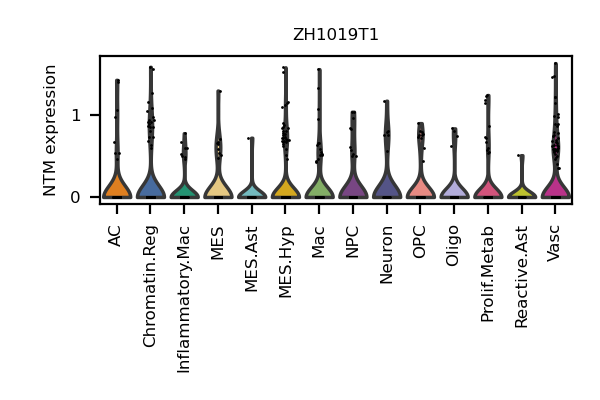 ZH1019T1
NTM expression
1
0
AC
Chromatin.Reg
Inflammatory.Mac
MES
MES.Ast
MES.Hyp
Mac
NPC
Neuron
OPC
Oligo
Prolif.Metab
Reactive.Ast
Vasc